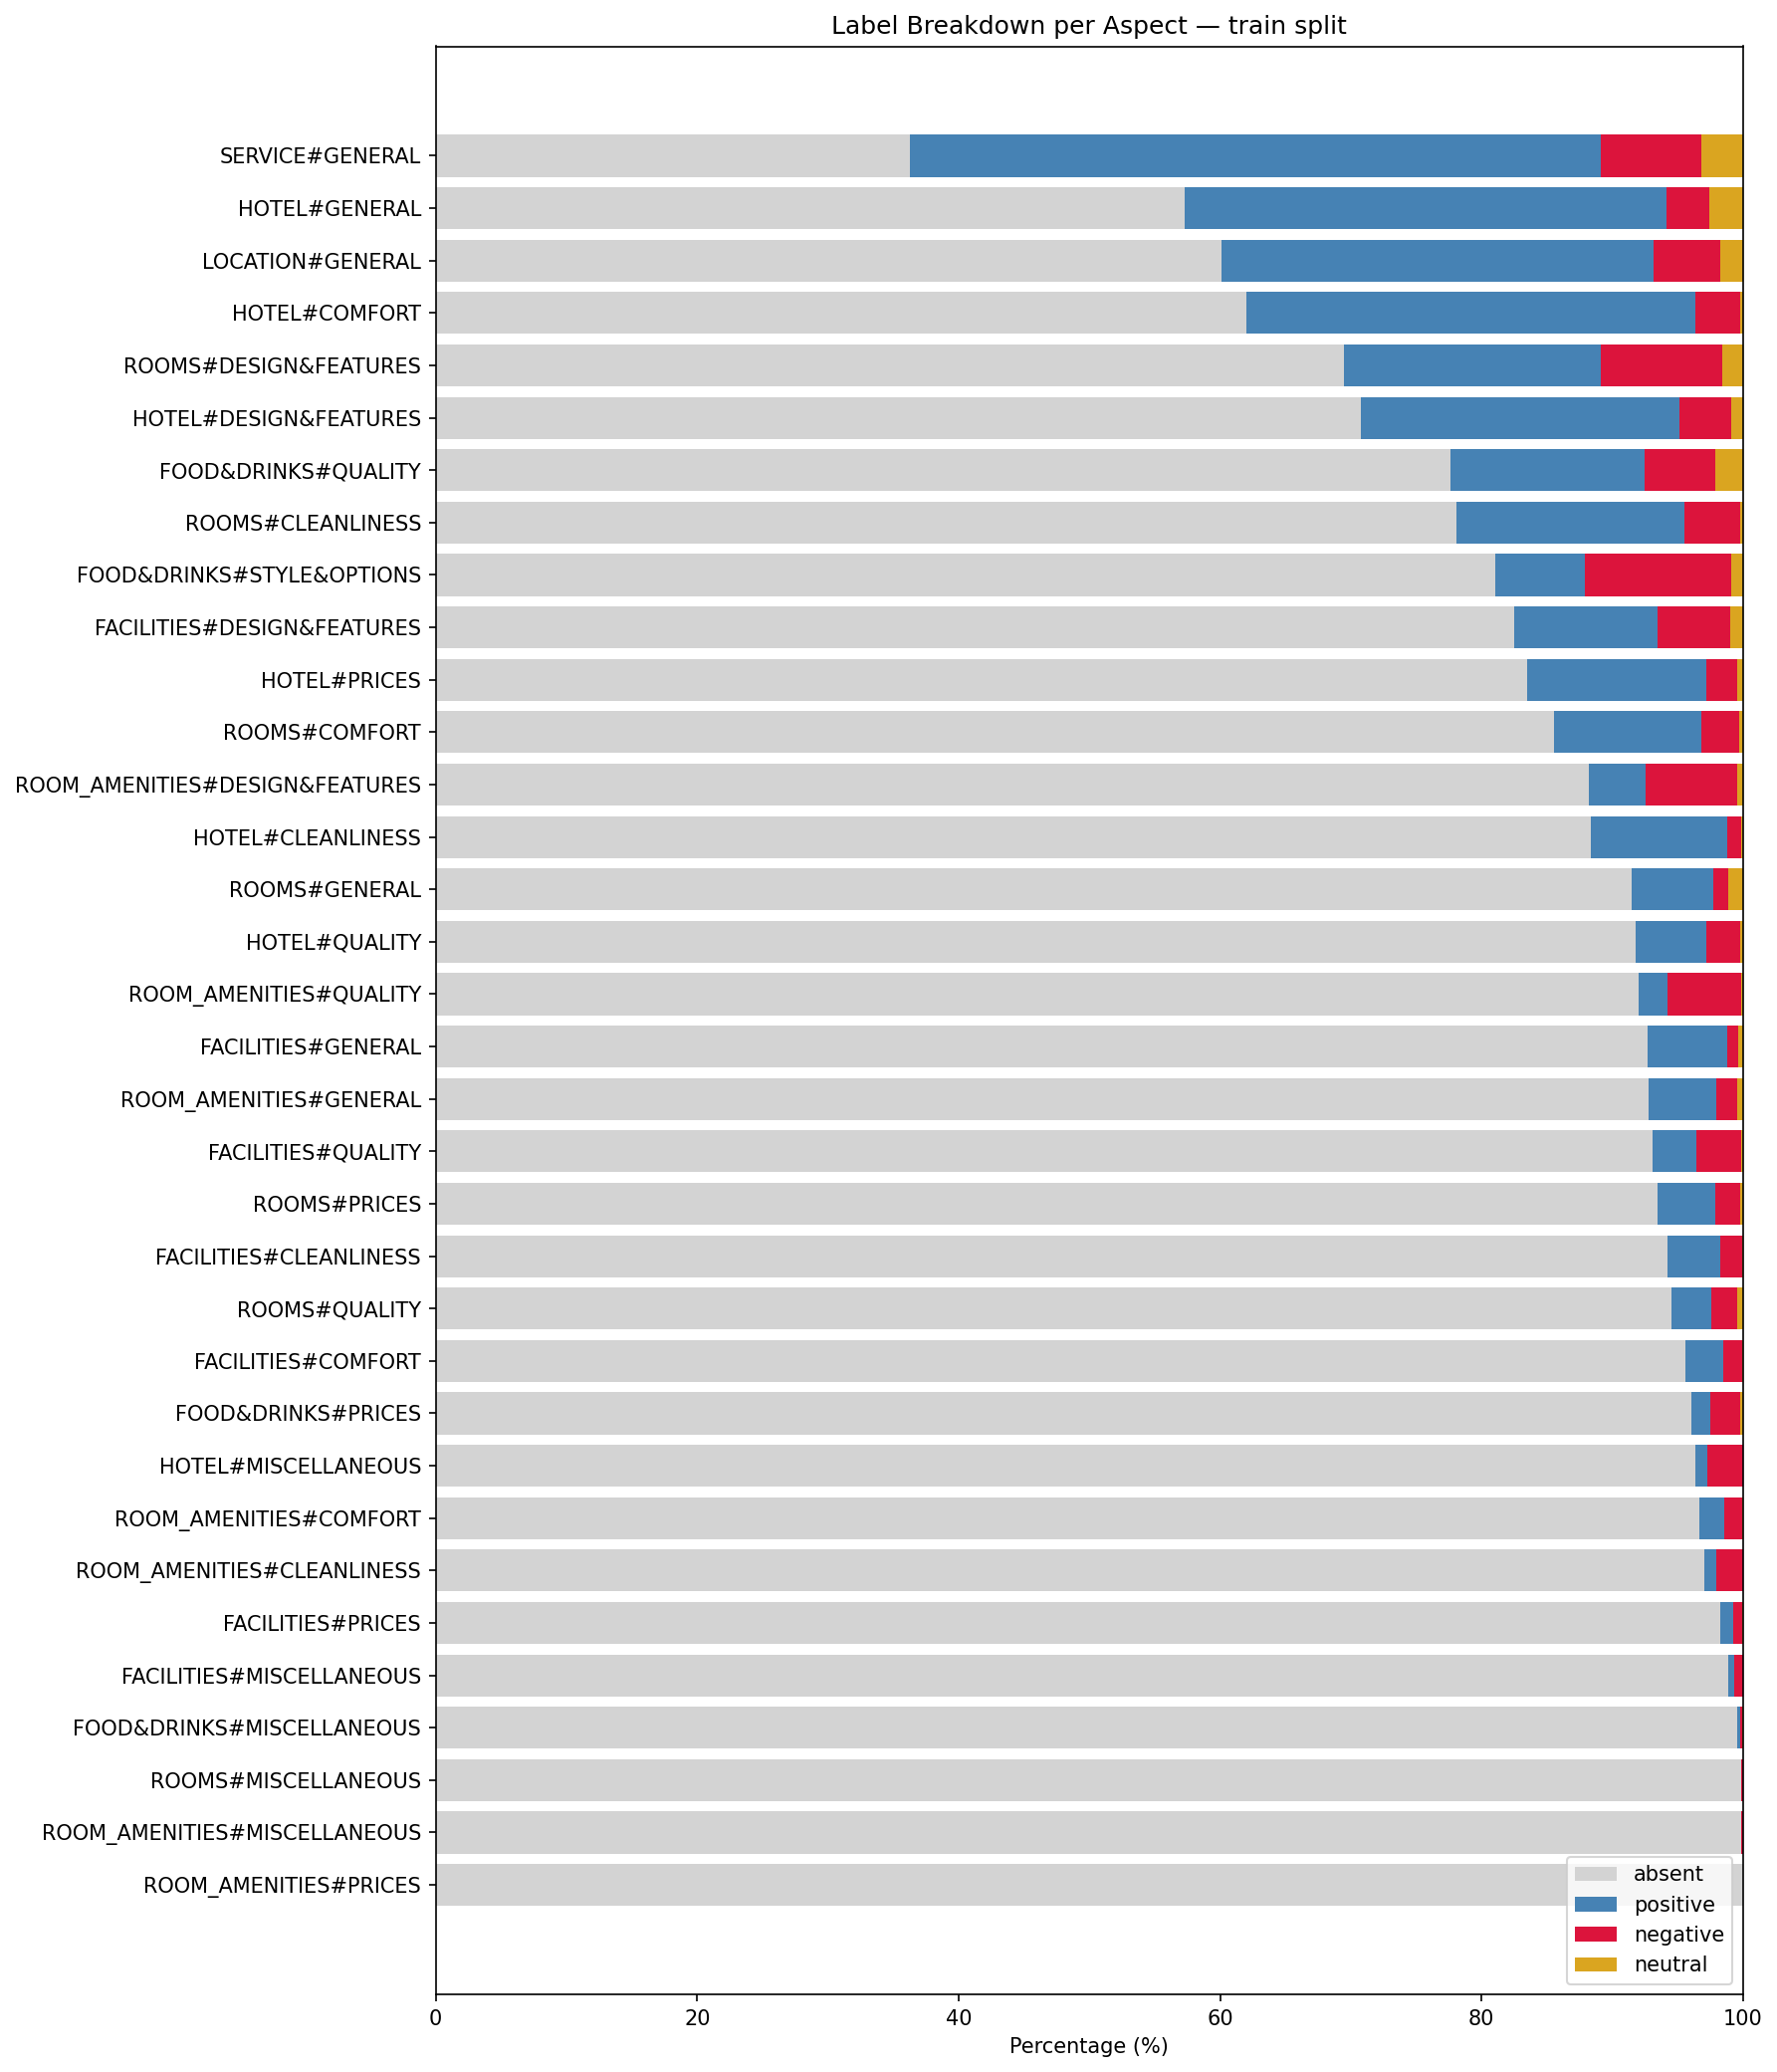 Label Breakdown per Aspect — train split
SERVICE#GENERAL
HOTEL#GENERAL
LOCATION#GENERAL
HOTEL#COMFORT
ROOMS#DESIGN&FEATURES
HOTEL#DESIGN&FEATURES
FOOD&DRINKS#QUALITY
ROOMS#CLEANLINESS
FOOD&DRINKS#STYLE&OPTIONS
FACILITIES#DESIGN&FEATURES
HOTEL#PRICES
ROOMS#COMFORT
ROOM_AMENITIES#DESIGN&FEATURES
HOTEL#CLEANLINESS
ROOMS#GENERAL
HOTEL#QUALITY
ROOM_AMENITIES#QUALITY
FACILITIES#GENERAL
ROOM_AMENITIES#GENERAL
FACILITIES#QUALITY
ROOMS#PRICES
FACILITIES#CLEANLINESS
ROOMS#QUALITY
FACILITIES#COMFORT
FOOD&DRINKS#PRICES
HOTEL#MISCELLANEOUS
ROOM_AMENITIES#COMFORT
ROOM_AMENITIES#CLEANLINESS
FACILITIES#PRICES
FACILITIES#MISCELLANEOUS
FOOD&DRINKS#MISCELLANEOUS
ROOMS#MISCELLANEOUS
ROOM_AMENITIES#MISCELLANEOUS
ROOM_AMENITIES#PRICES
absent
positive
negative
neutral
0 20 40 60 80 100
Percentage (%)